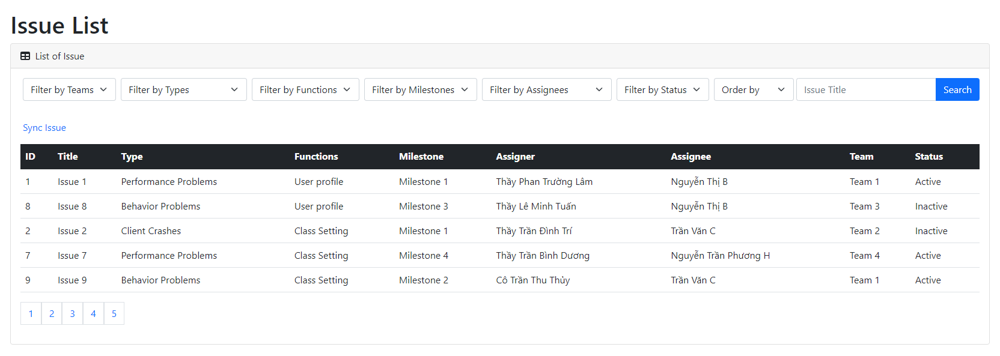 Issue List
List of Issue
Filter by Teams Filter by Types Filter by Functions Filter by Milestones Filter by Assignees Filter by Status Order by Issue Title Search
Sync Issue
ID Title Type Functions Milestone Assigner Assignee Team Status
1 Issue 1 Performance Problems User profile Milestone 1 Thầy Phan Trường Lâm Nguyễn Thị B Team 1 Active
8 Issue 8 Behavior Problems User profile Milestone 3 Thầy Lê Minh Tuấn Nguyễn Thị B Team 3 Inactive
2 Issue 2 Client Crashes Class Setting Milestone 1 Thầy Trần Đình Trí Trần Văn C Team 2 Inactive
7 Issue 7 Performance Problems Class Setting Milestone 4 Thầy Trần Bình Dương Nguyễn Trần Phương H Team 4 Active
9 Issue 9 Behavior Problems Class Setting Milestone 2 Cô Trần Thu Thủy Trần Văn C Team 1 Active
1 2 3 4 5